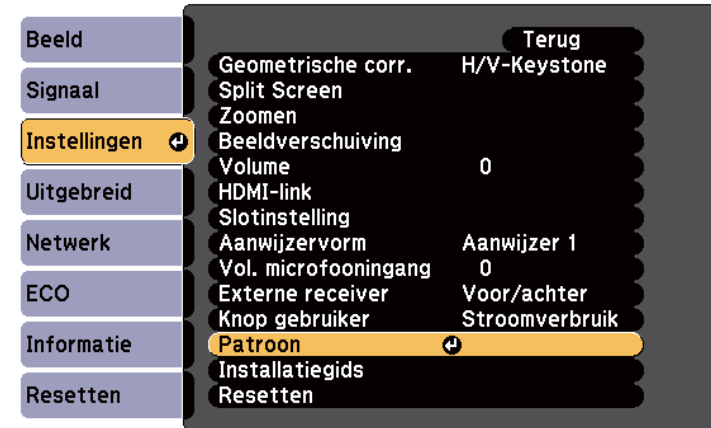 Beeld
Signaal
Instellingen
Uitgebreid
Netwerk
ECO
Informatie
Resetten
Terug
Geometrische corr. H/V-Keystone
Split Screen
Zoomen
Beeldverschuiving
Volume 0
HDMI-link
Slotinstelling
Aanwijzervorm Aanwijzer 1
Vol. microfooningang 0
Externe receiver Voor/achter
Knop gebruiker Stroomverbruik
Patroon
Installatiegids
Resetten